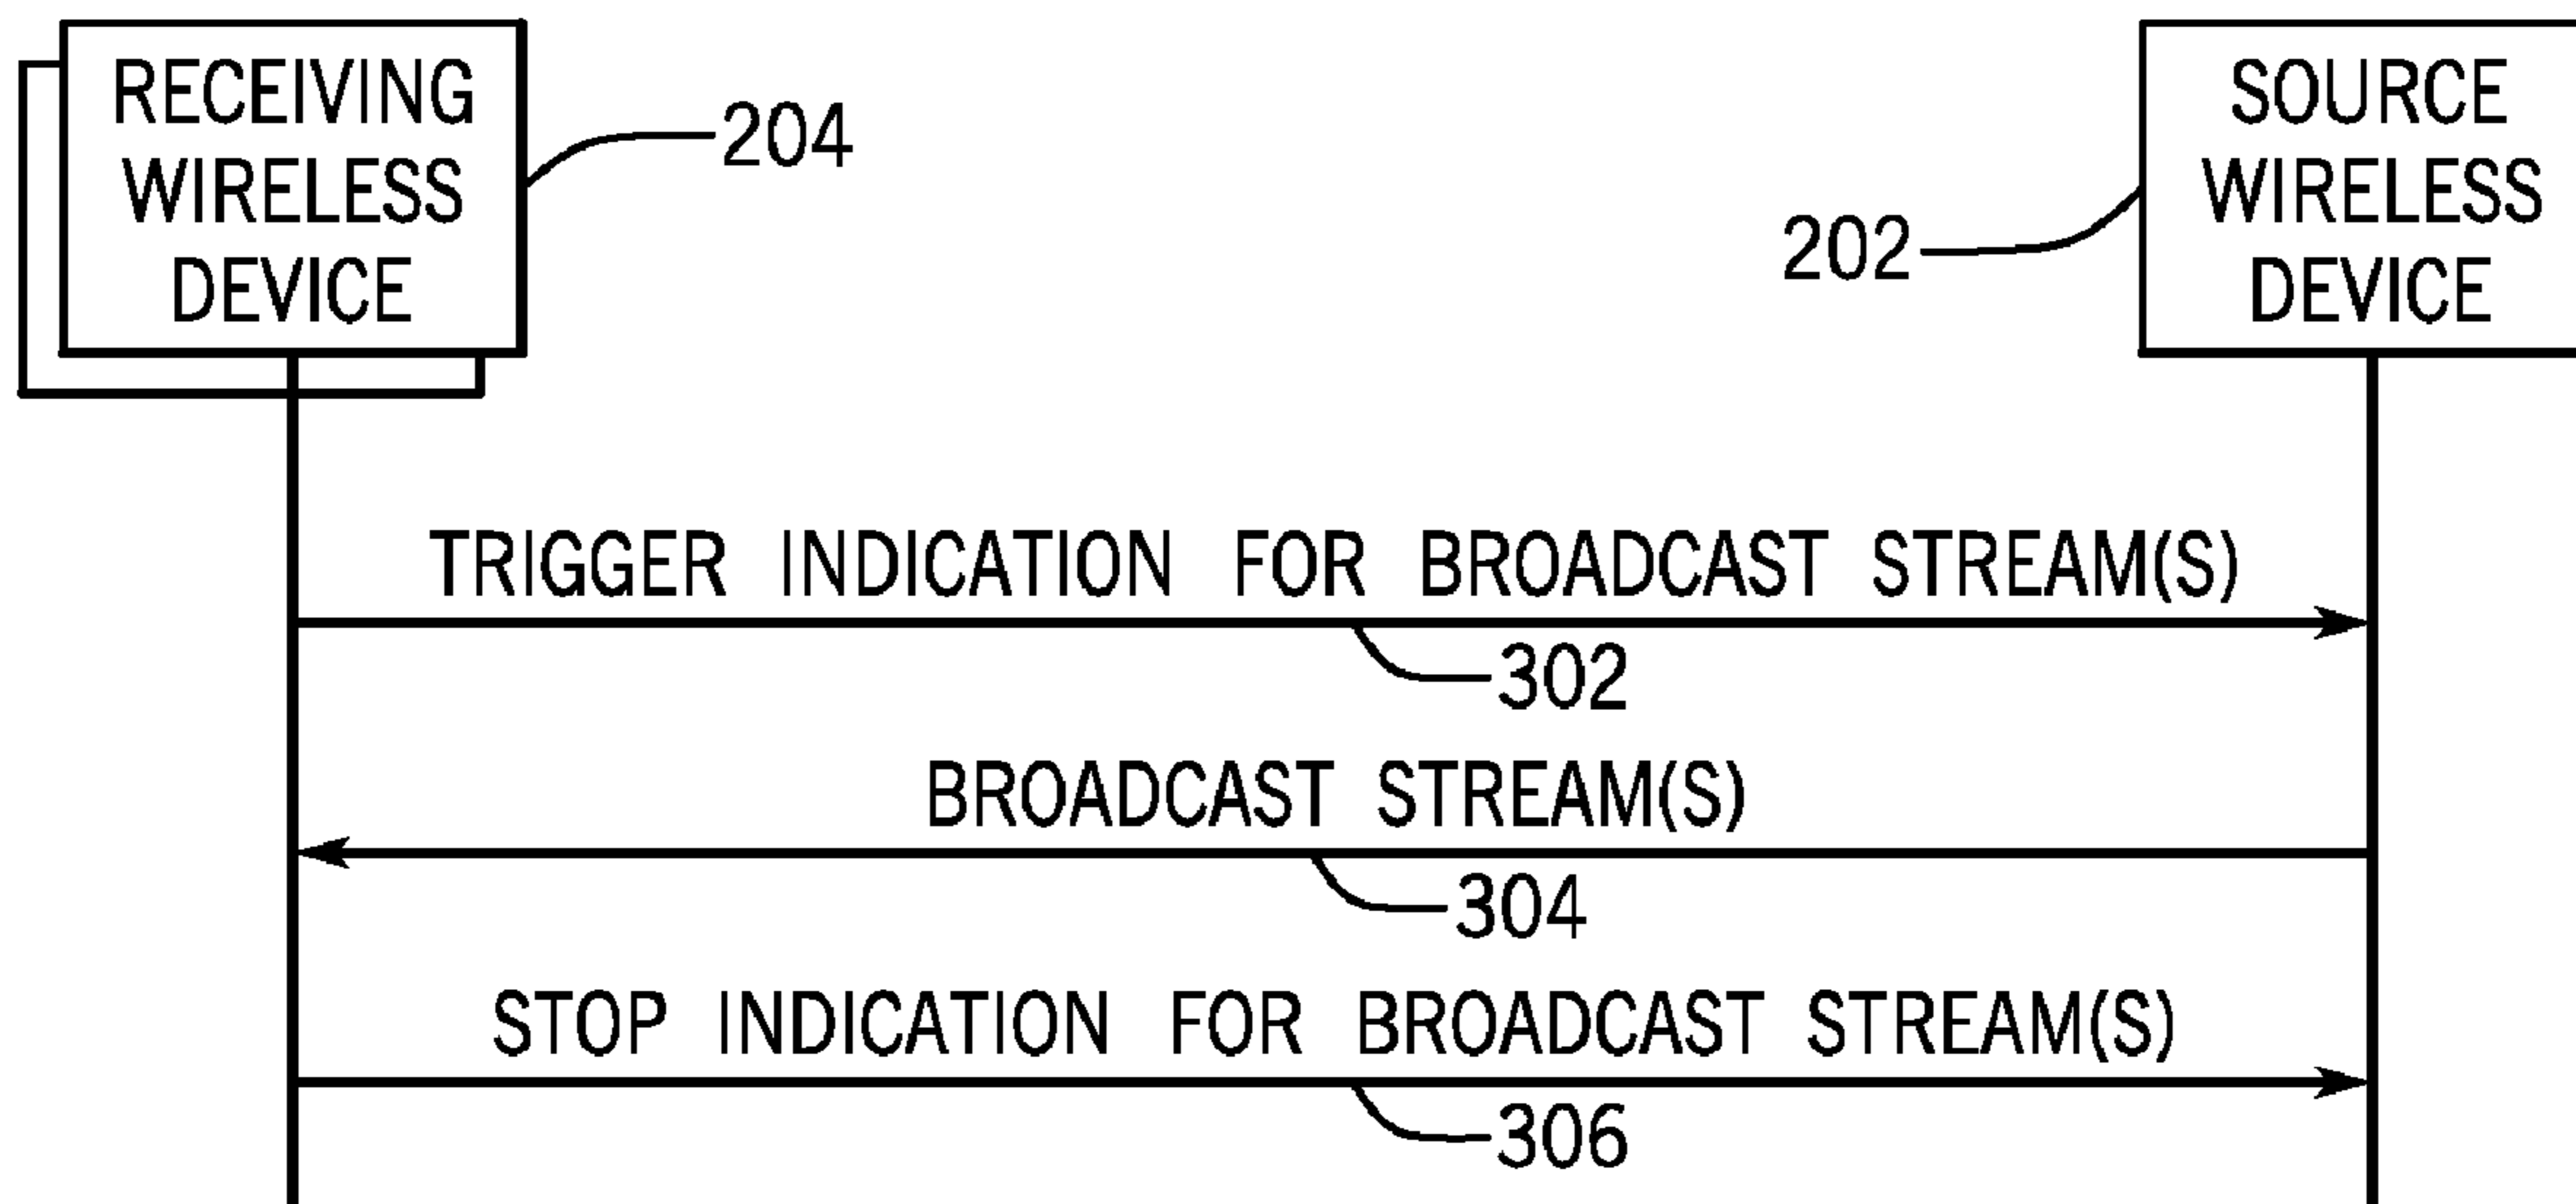 RECEIVING
WIRELESS
DEVICE
204
SOURCE
WIRELESS
DEVICE
202
TRIGGER INDICATION FOR BROADCAST STREAM(S)
302
BROADCAST STREAM(S)
304
STOP INDICATION FOR BROADCAST STREAM(S)
306